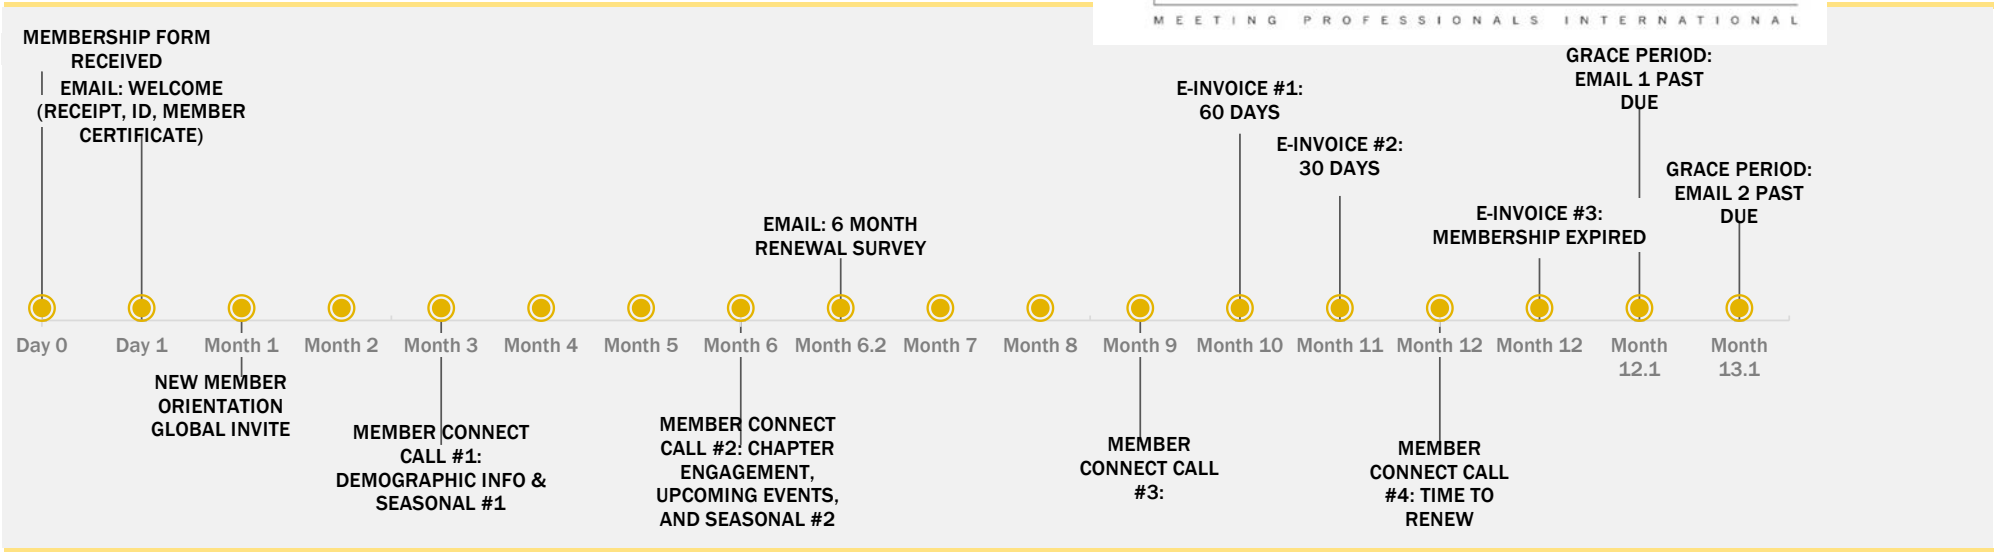 MEETING PROFESSIONALS INTERNATIONAL
MEMBERSHIP FORM
RECEIVED
EMAIL: WELCOME
(RECEIPT, ID, MEMBER
CERTIFICATE)
EMAIL: 6 MONTH
RENEWAL SURVEY
E-INVOICE #1:
60 DAYS
E-INVOICE #2:
30 DAYS
E-INVOICE #3:
MEMBERSHIP EXPIRED
GRACE PERIOD:
EMAIL 1 PAST
DUE
GRACE PERIOD:
EMAIL 2 PAST
DUE
Day 0
Day 1
Month 1
Month 2
Month 3
Month 4
Month 5
Month 6
Month 6.2
Month 7
Month 8
Month 9
Month 10
Month 11
Month 12
Month 12
Month
12.1
Month
13.1
NEW MEMBER
ORIENTATION
GLOBAL INVITE
MEMBER CONNECT
CALL #1:
DEMOGRAPHIC INFO &
SEASONAL #1
MEMBER CONNECT
CALL #2: CHAPTER
ENGAGEMENT,
UPCOMING EVENTS,
AND SEASONAL #2
MEMBER
CONNECT CALL
#3:
MEMBER
CONNECT CALL
#4: TIME TO
RENEW